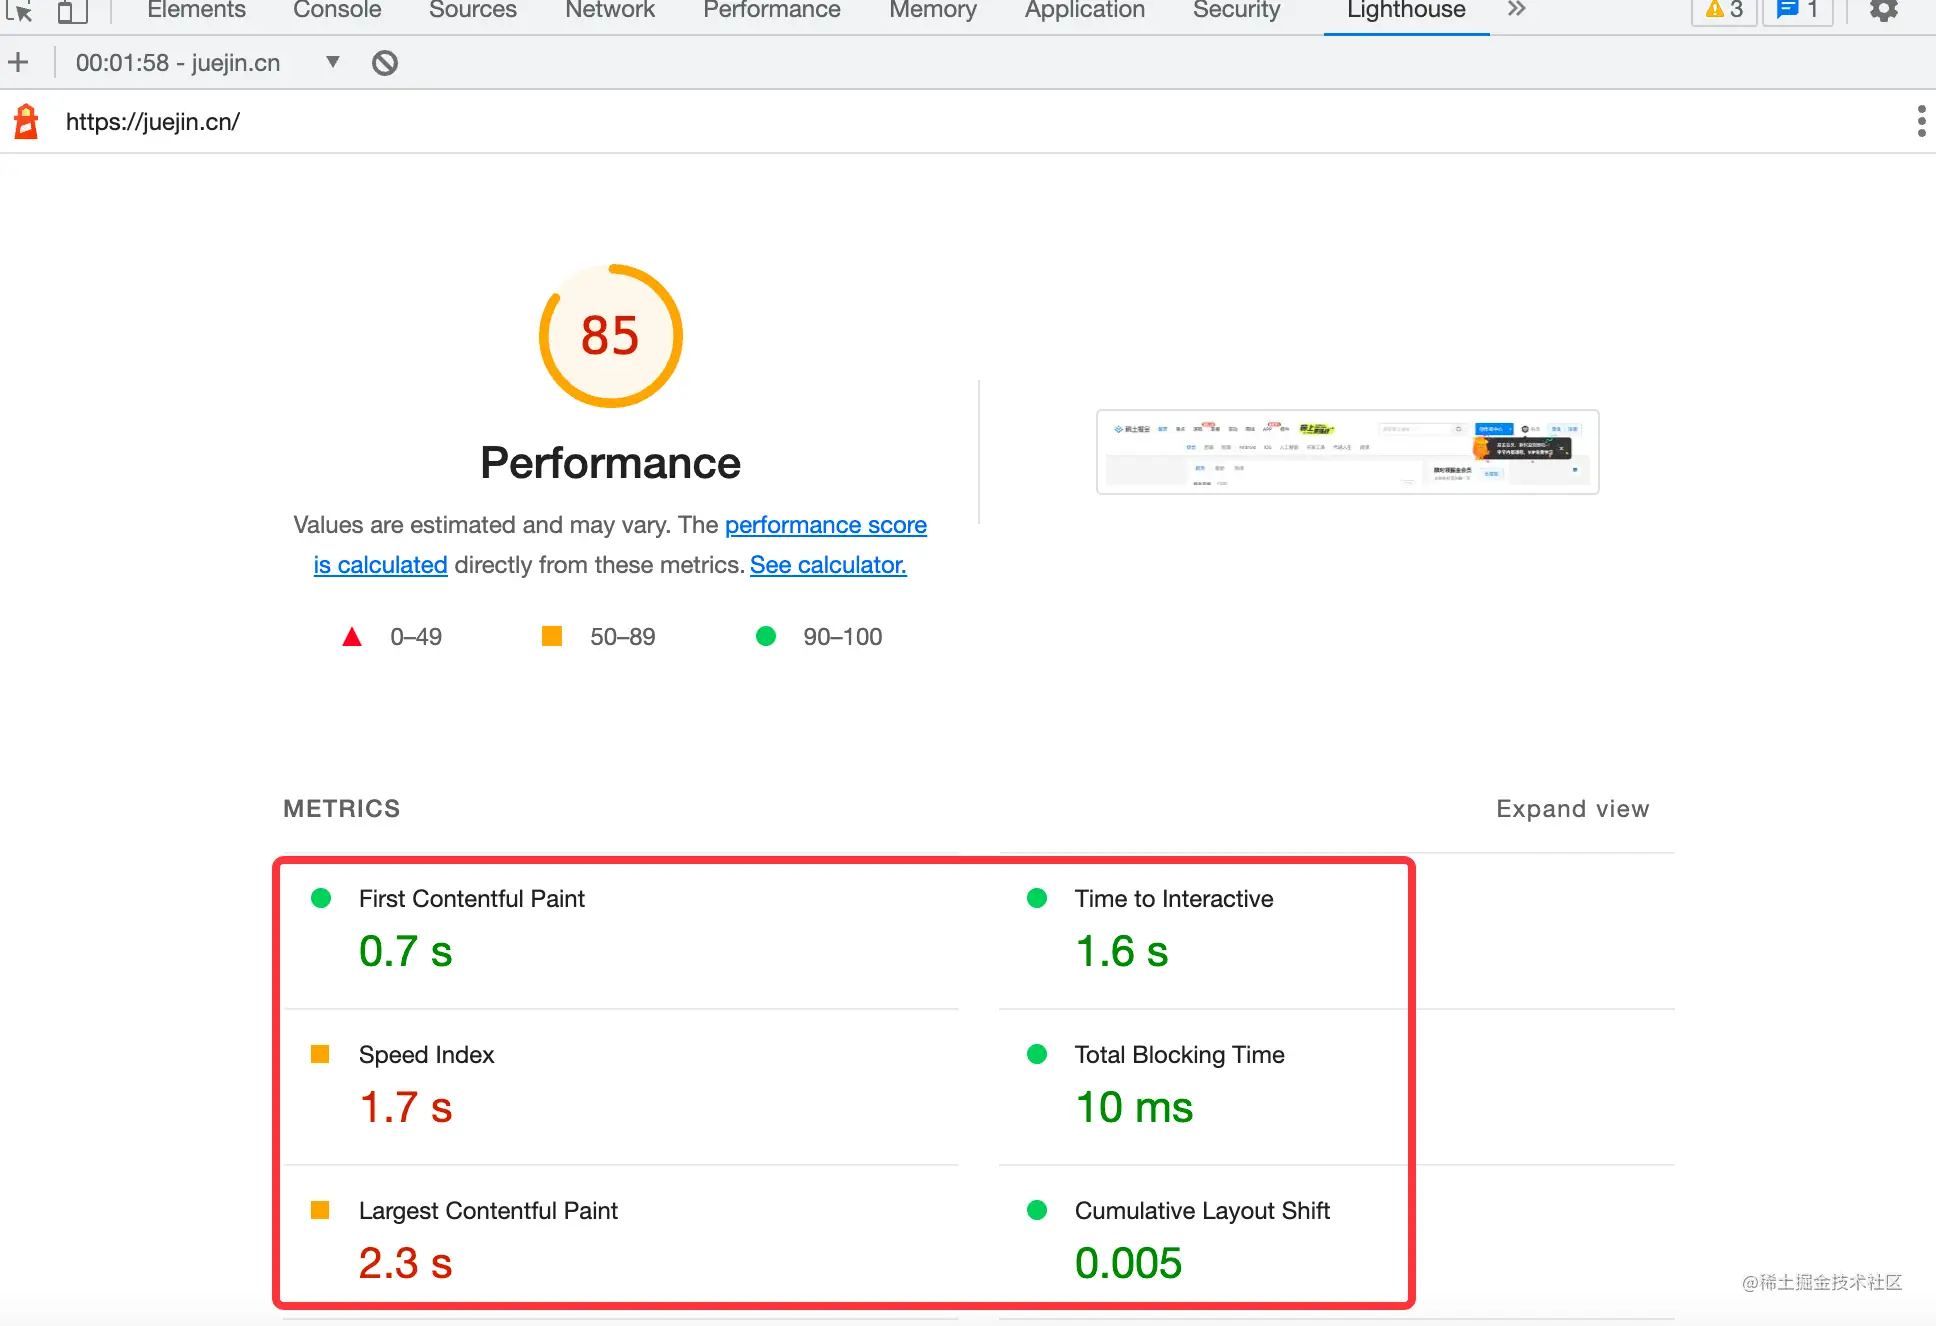 Elements Console Sources Network Performance Memory Application Security Lighthouse » 3 1
00:01:58 - juejin.cn
https://juejin.cn/
85
Performance
Values are estimated and may vary. The performance score
is calculated directly from these metrics. See calculator.
0–49 50–89 90–100
METRICS Expand view
First Contentful Paint
0.7 s
Time to Interactive
1.6 s
Speed Index
1.7 s
Total Blocking Time
10 ms
Largest Contentful Paint
2.3 s
Cumulative Layout Shift
0.005
@稀土掘金技术社区